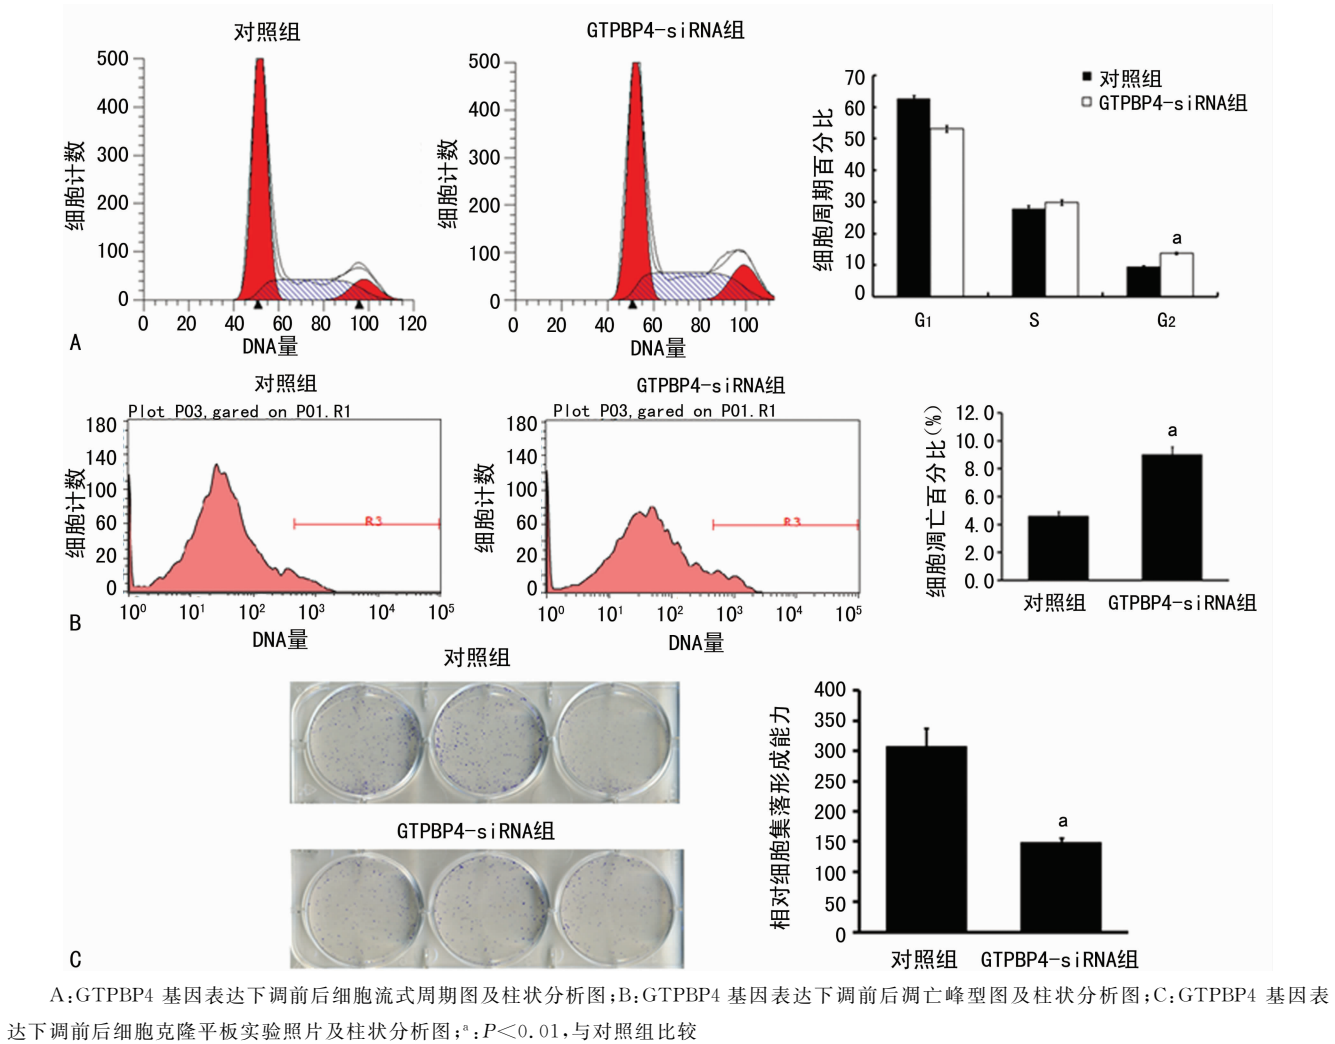 对照组
GTPBP4-siRNA组
500
400
300
200
100
0
细胞计数
0 20 40 60 80 100 120
DNA量
500
400
300
200
100
0
细胞计数
0 20 40 60 80 100
DNA量
70
60
50
40
30
20
10
0
细胞周期百分比
对照组
GTPBP4-siRNA组
a
G1 S G2
A
对照组
GTPBP4-siRNA组
Plot P03,gared on P01.R1
180
140
100
60
20
0
细胞计数
R3
10⁰ 10¹ 10² 10³ 10⁴ 10⁵
DNA量
Plot P03,gared on P01.R1
180
140
100
60
20
0
细胞计数
R3
10⁰ 10¹ 10² 10³ 10⁴ 10⁵
DNA量
12.0
10.0
8.0
6.0
4.0
2.0
0.0
细胞凋亡百分比(%)
a
对照组 GTPBP4-siRNA组
B
对照组
GTPBP4-siRNA组
400
350
300
250
200
150
100
50
0
相对细胞集落形成能力
a
对照组 GTPBP4-siRNA组
C
A:GTPBP4 基因表达下调前后细胞流式周期图及柱状分析图;B:GTPBP4 基因表达下调前后凋亡峰型图及柱状分析图;C:GTPBP4 基因表
达下调前后细胞克隆平板实验照片及柱状分析图;ᵃ:P<0.01,与对照组比较